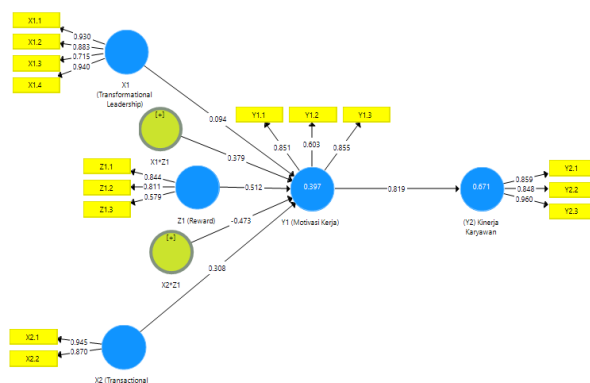 X1.1
X1.2
X1.3
X1.4
0.930
0.883
0.715
0.940
X1
(Transformational
Leadership)
0.094
[+]
X1*Z1
0.379
Y1.1
Y1.2
Y1.3
0.851
0.603
0.855
Z1.1
Z1.2
Z1.3
0.844
0.811
0.579
Z1 (Reward)
0.512
0.397
Y1 (Motivasi Kerja)
0.819
0.671
(Y2) Kinerja
Karyawan
0.859
0.848
0.960
Y2.1
Y2.2
Y2.3
[+]
X2*Z1
-0.473
0.308
X2.1
X2.2
0.945
0.870
X2 (Transactional